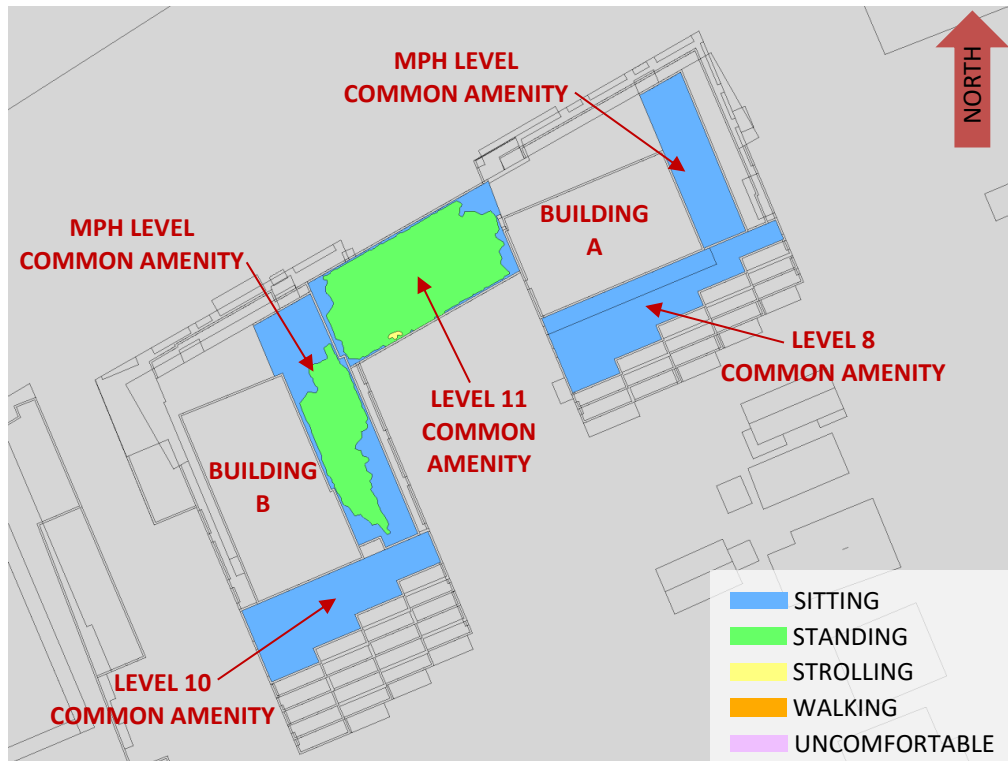 MPH LEVEL
COMMON AMENITY
NORTH
MPH LEVEL
COMMON AMENITY
BUILDING
A
LEVEL 8
COMMON AMENITY
LEVEL 11
COMMON
AMENITY
BUILDING
B
LEVEL 10
COMMON AMENITY
SITTING
STANDING
STROLLING
WALKING
UNCOMFORTABLE